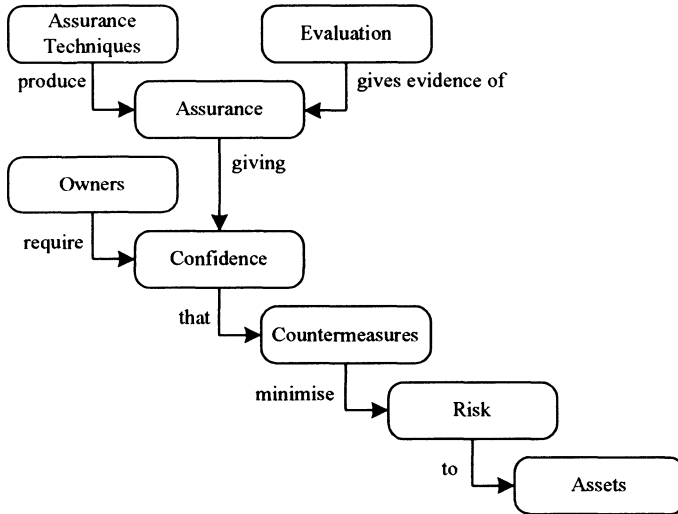 Assurance
Techniques
Evaluation
produce
gives evidence of
Assurance
giving
Owners
require
Confidence
that
Countermeasures
minimise
Risk
to
Assets